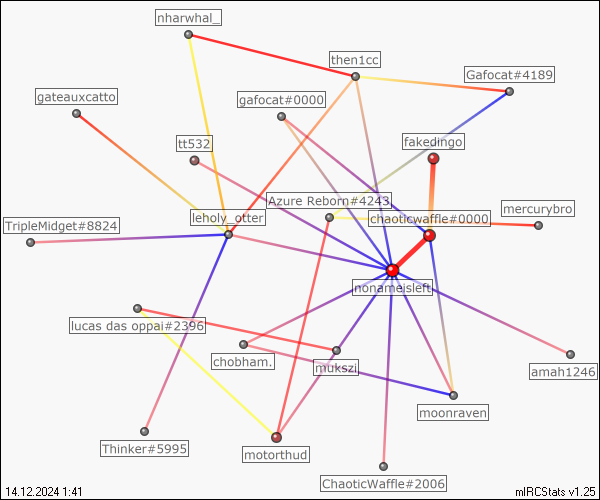 nharwhal_
then1cc
Gafocat#4189
gateauxcatto
gafocat#0000
tt532
fakedingo
Azure Reborn#4243
mercurybro
leholy_otter
chaoticwaffle#0000
TripleMidget#8824
nonameisleft
lucas das oppai#2396
chobham.
mukszi
amah1246
moonraven
Thinker#5995
motorthud
ChaoticWaffle#2006
14.12.2024 1:41
mIRCStats v1.25